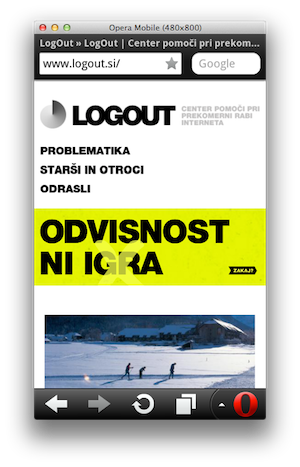 Opera Mobile (480x800)
LogOut » LogOut | Center pomoči pri prekom...
www.logout.si/
Google
LOGOUT
CENTER POMOČI PRI
PREKOMERNI RABI
INTERNETA
PROBLEMATIKA
STARŠI IN OTROCI
ODRASLI
ODVISNOST
NI IGRA
ZAKAJ?